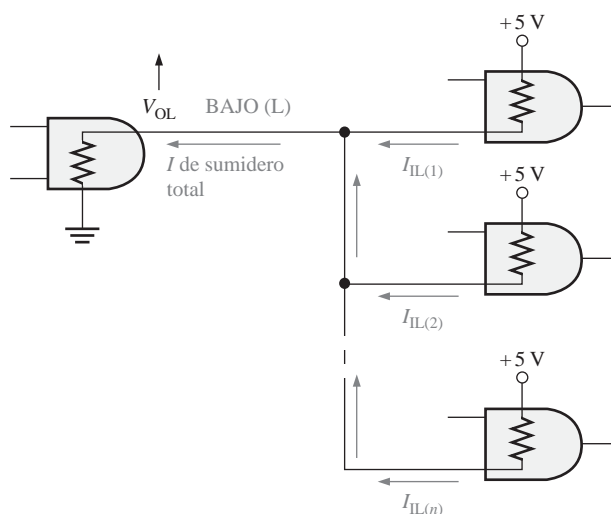 +5 V
V_OL
BAJO (L)
I de sumidero
total
I_IL(1)
+5 V
I_IL(2)
+5 V
I_IL(n)